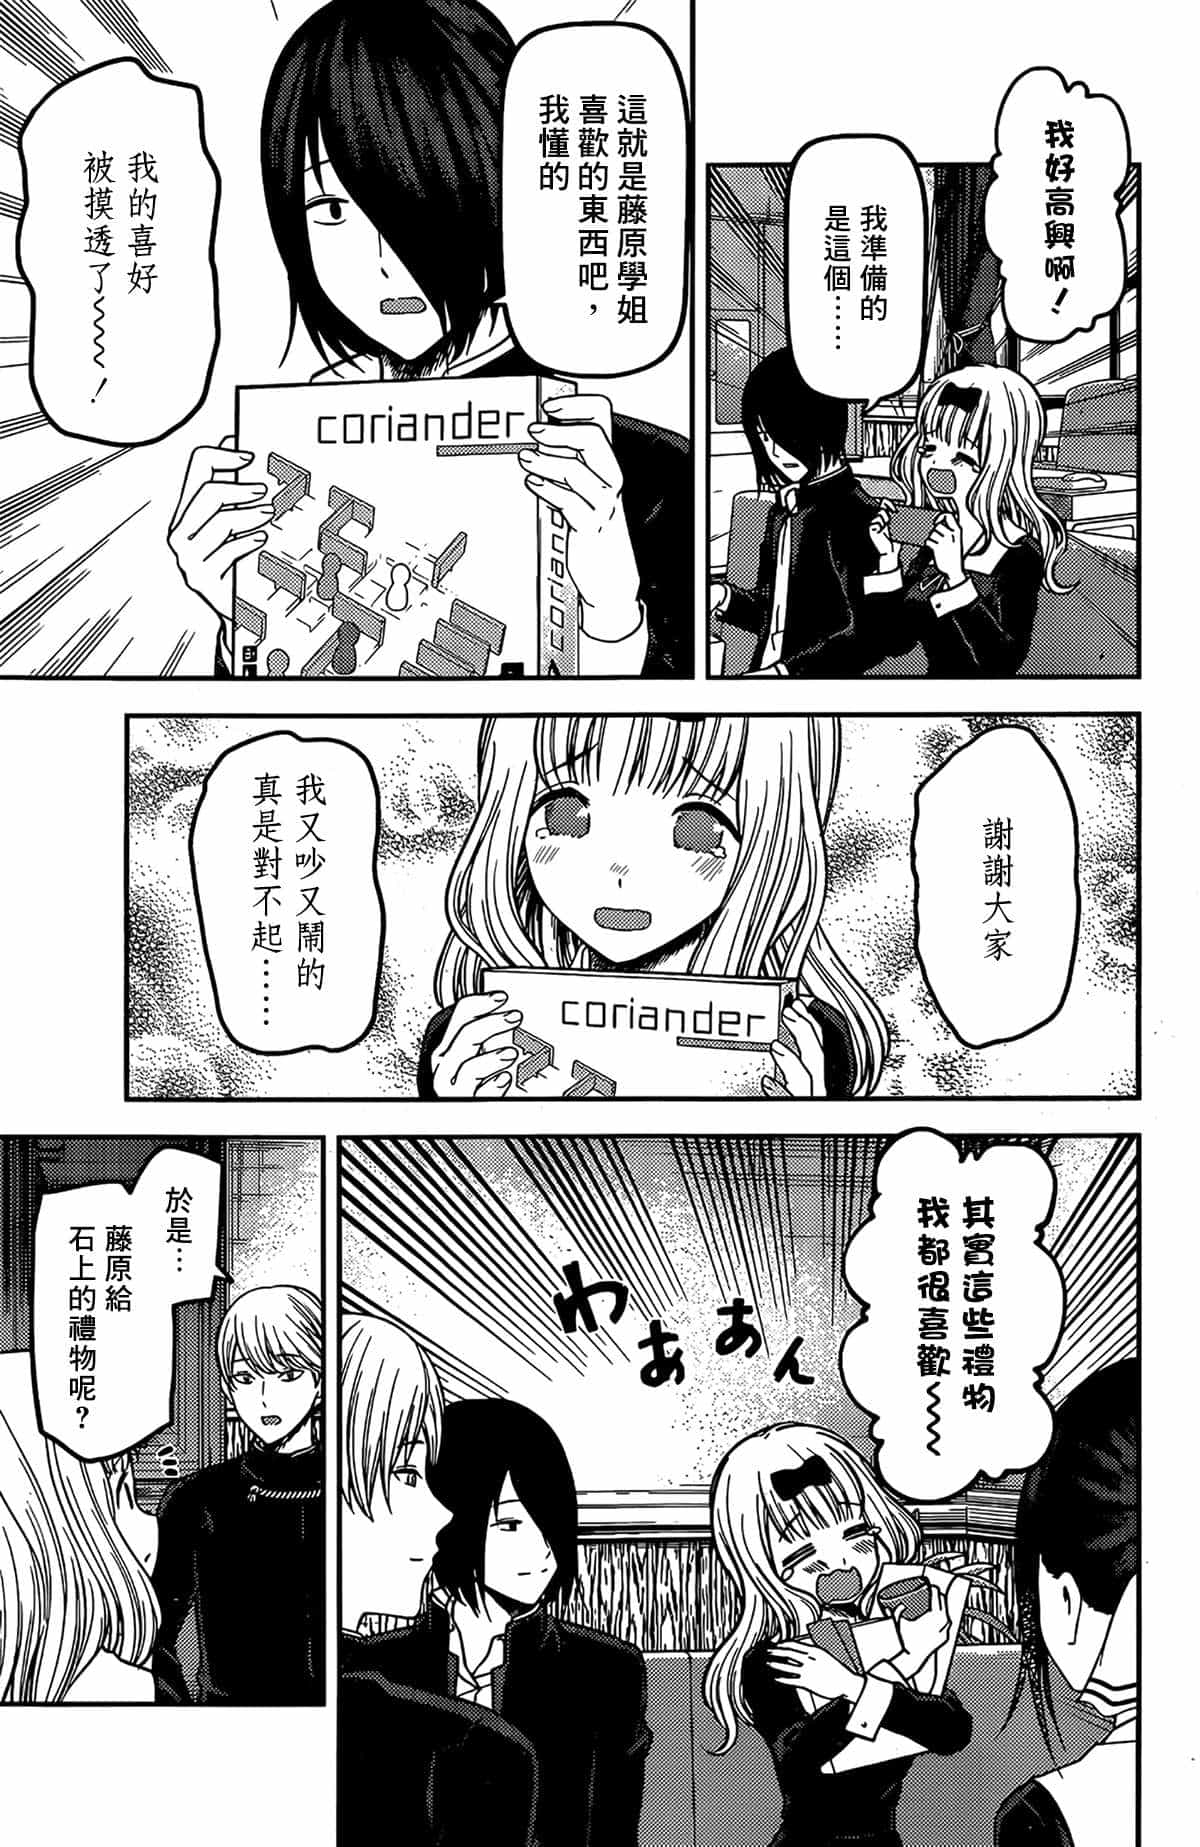 我好高興啊！
我準備的
是這個……
這就是藤原學姐
喜歡的東西吧，
我懂的
coriander
coriander
我的喜好
被摸透了～～～！
謝謝大家
coriander
我又吵又鬧的
真是對不起……
其實這些禮物
我都很喜歡～～～
わぁぁん
於是…
藤原給
石上的禮物呢？